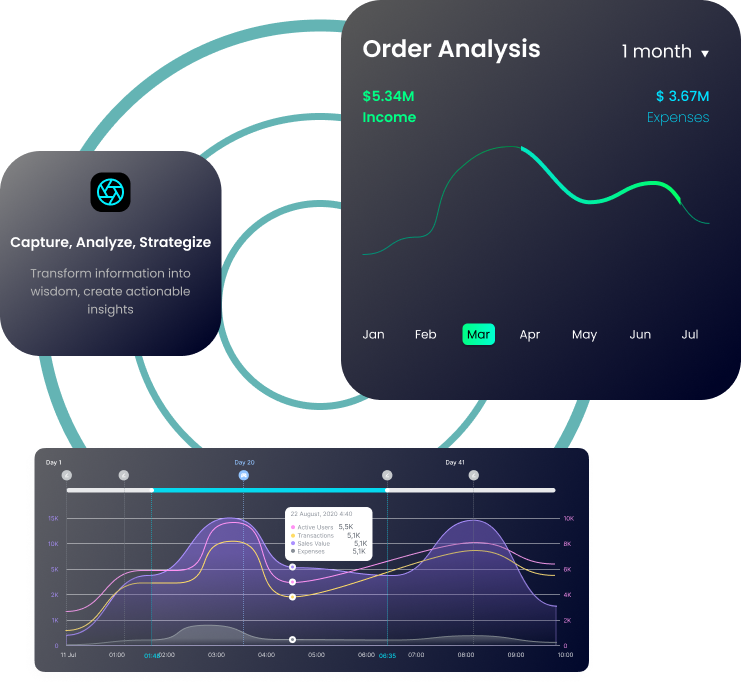 Order Analysis
1 month ▼
$5.34M
Income
$ 3.67M
Expenses
Jan Feb Mar Apr May Jun Jul
Capture, Analyze, Strategize
Transform information into
wisdom, create actionable
insights
Day 1 Day 20 Day 41
22 August, 2020 4:40
Active Users 5,5K
Transactions 5,1K
Sales Value 5,1K
Expenses 5,1K
15K 10K
10K 8K
5K 6K
2K 4K
1K 2K
0 0
11 Jul 01:00 02:00 03:00 04:00 05:00 06:00 06:35 07:00 08:00 09:00 10:00